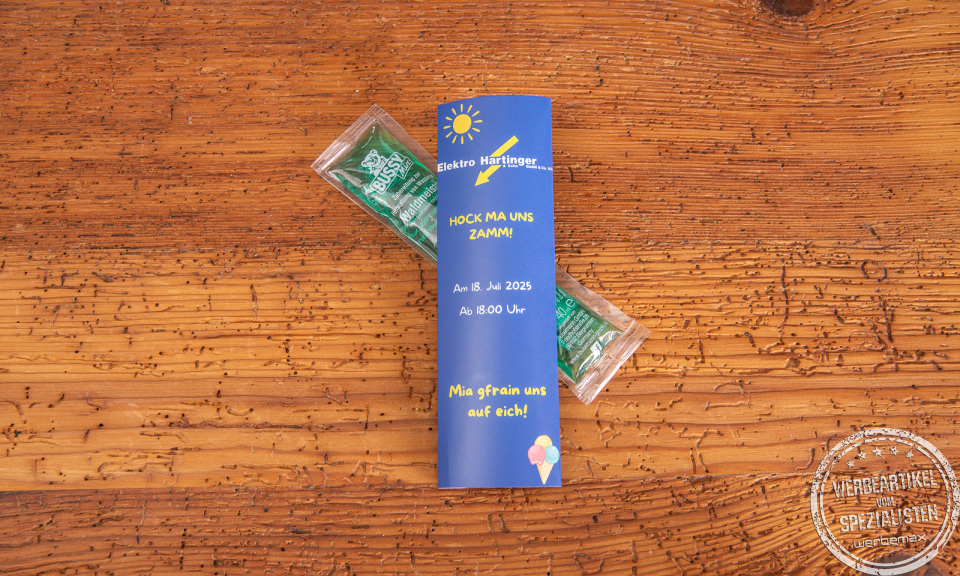 Elektro Hartinger
HOCK MA UNS
ZAMM!
Am 18. Juli 2025
Ab 18:00 Uhr
Mia gfrain uns
auf eich!
BUSSY
Waldmeister
WERBEARTIKEL
VOM
SPEZIALISTEN
werbemax